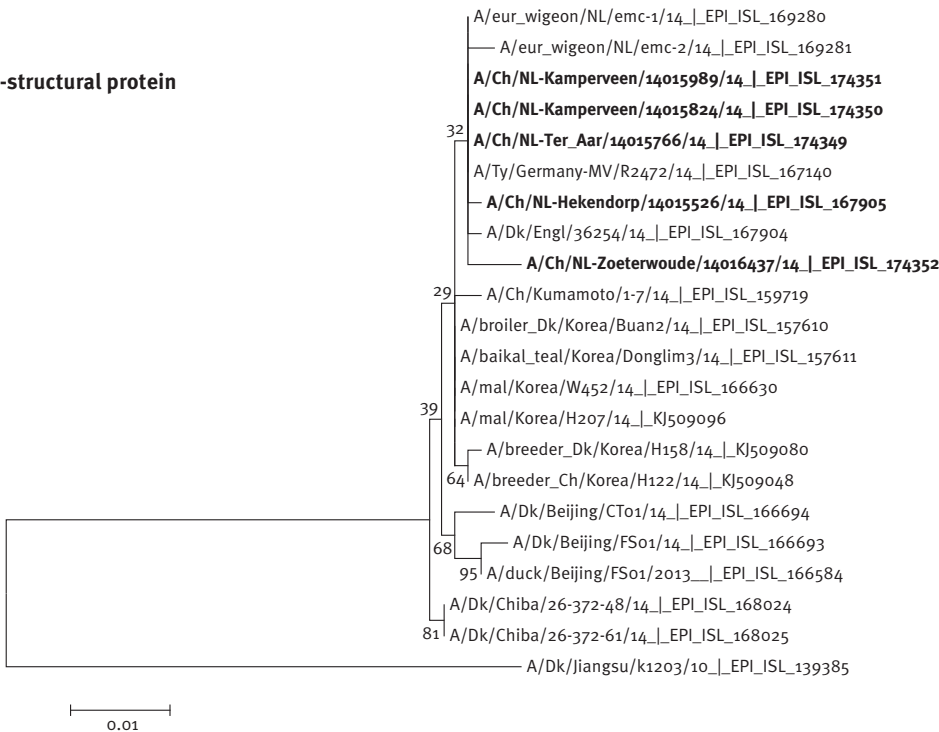 A/eur_wigeon/NL/emc-1/14_|_EPI_ISL_169280
A/eur_wigeon/NL/emc-2/14_|_EPI_ISL_169281
-structural protein
A/Ch/NL-Kamperveen/14015989/14_|_EPI_ISL_174351
A/Ch/NL-Kamperveen/14015824/14_|_EPI_ISL_174350
32
A/Ch/NL-Ter_Aar/14015766/14_|_EPI_ISL_174349
A/Ty/Germany-MV/R2472/14_|_EPI_ISL_167140
A/Ch/NL-Hekendorp/14015526/14_|_EPI_ISL_167905
A/Dk/Engl/36254/14_|_EPI_ISL_167904
A/Ch/NL-Zoeterwoude/14016437/14_|_EPI_ISL_174352
29
A/Ch/Kumamoto/1-7/14_|_EPI_ISL_159719
A/broiler_Dk/Korea/Buan2/14_|_EPI_ISL_157610
A/baikal_teal/Korea/Donglim3/14_|_EPI_ISL_157611
A/mal/Korea/W452/14_|_EPI_ISL_166630
39
A/mal/Korea/H207/14_|_KJ509096
A/breeder_Dk/Korea/H158/14_|_KJ509080
64
A/breeder_Ch/Korea/H122/14_|_KJ509048
A/Dk/Beijing/CT01/14_|_EPI_ISL_166694
68
A/Dk/Beijing/FS01/14_|_EPI_ISL_166693
95
A/duck/Beijing/FS01/2013__|_EPI_ISL_166584
A/Dk/Chiba/26-372-48/14_|_EPI_ISL_168024
81
A/Dk/Chiba/26-372-61/14_|_EPI_ISL_168025
A/Dk/Jiangsu/k1203/10_|_EPI_ISL_139385
0.01